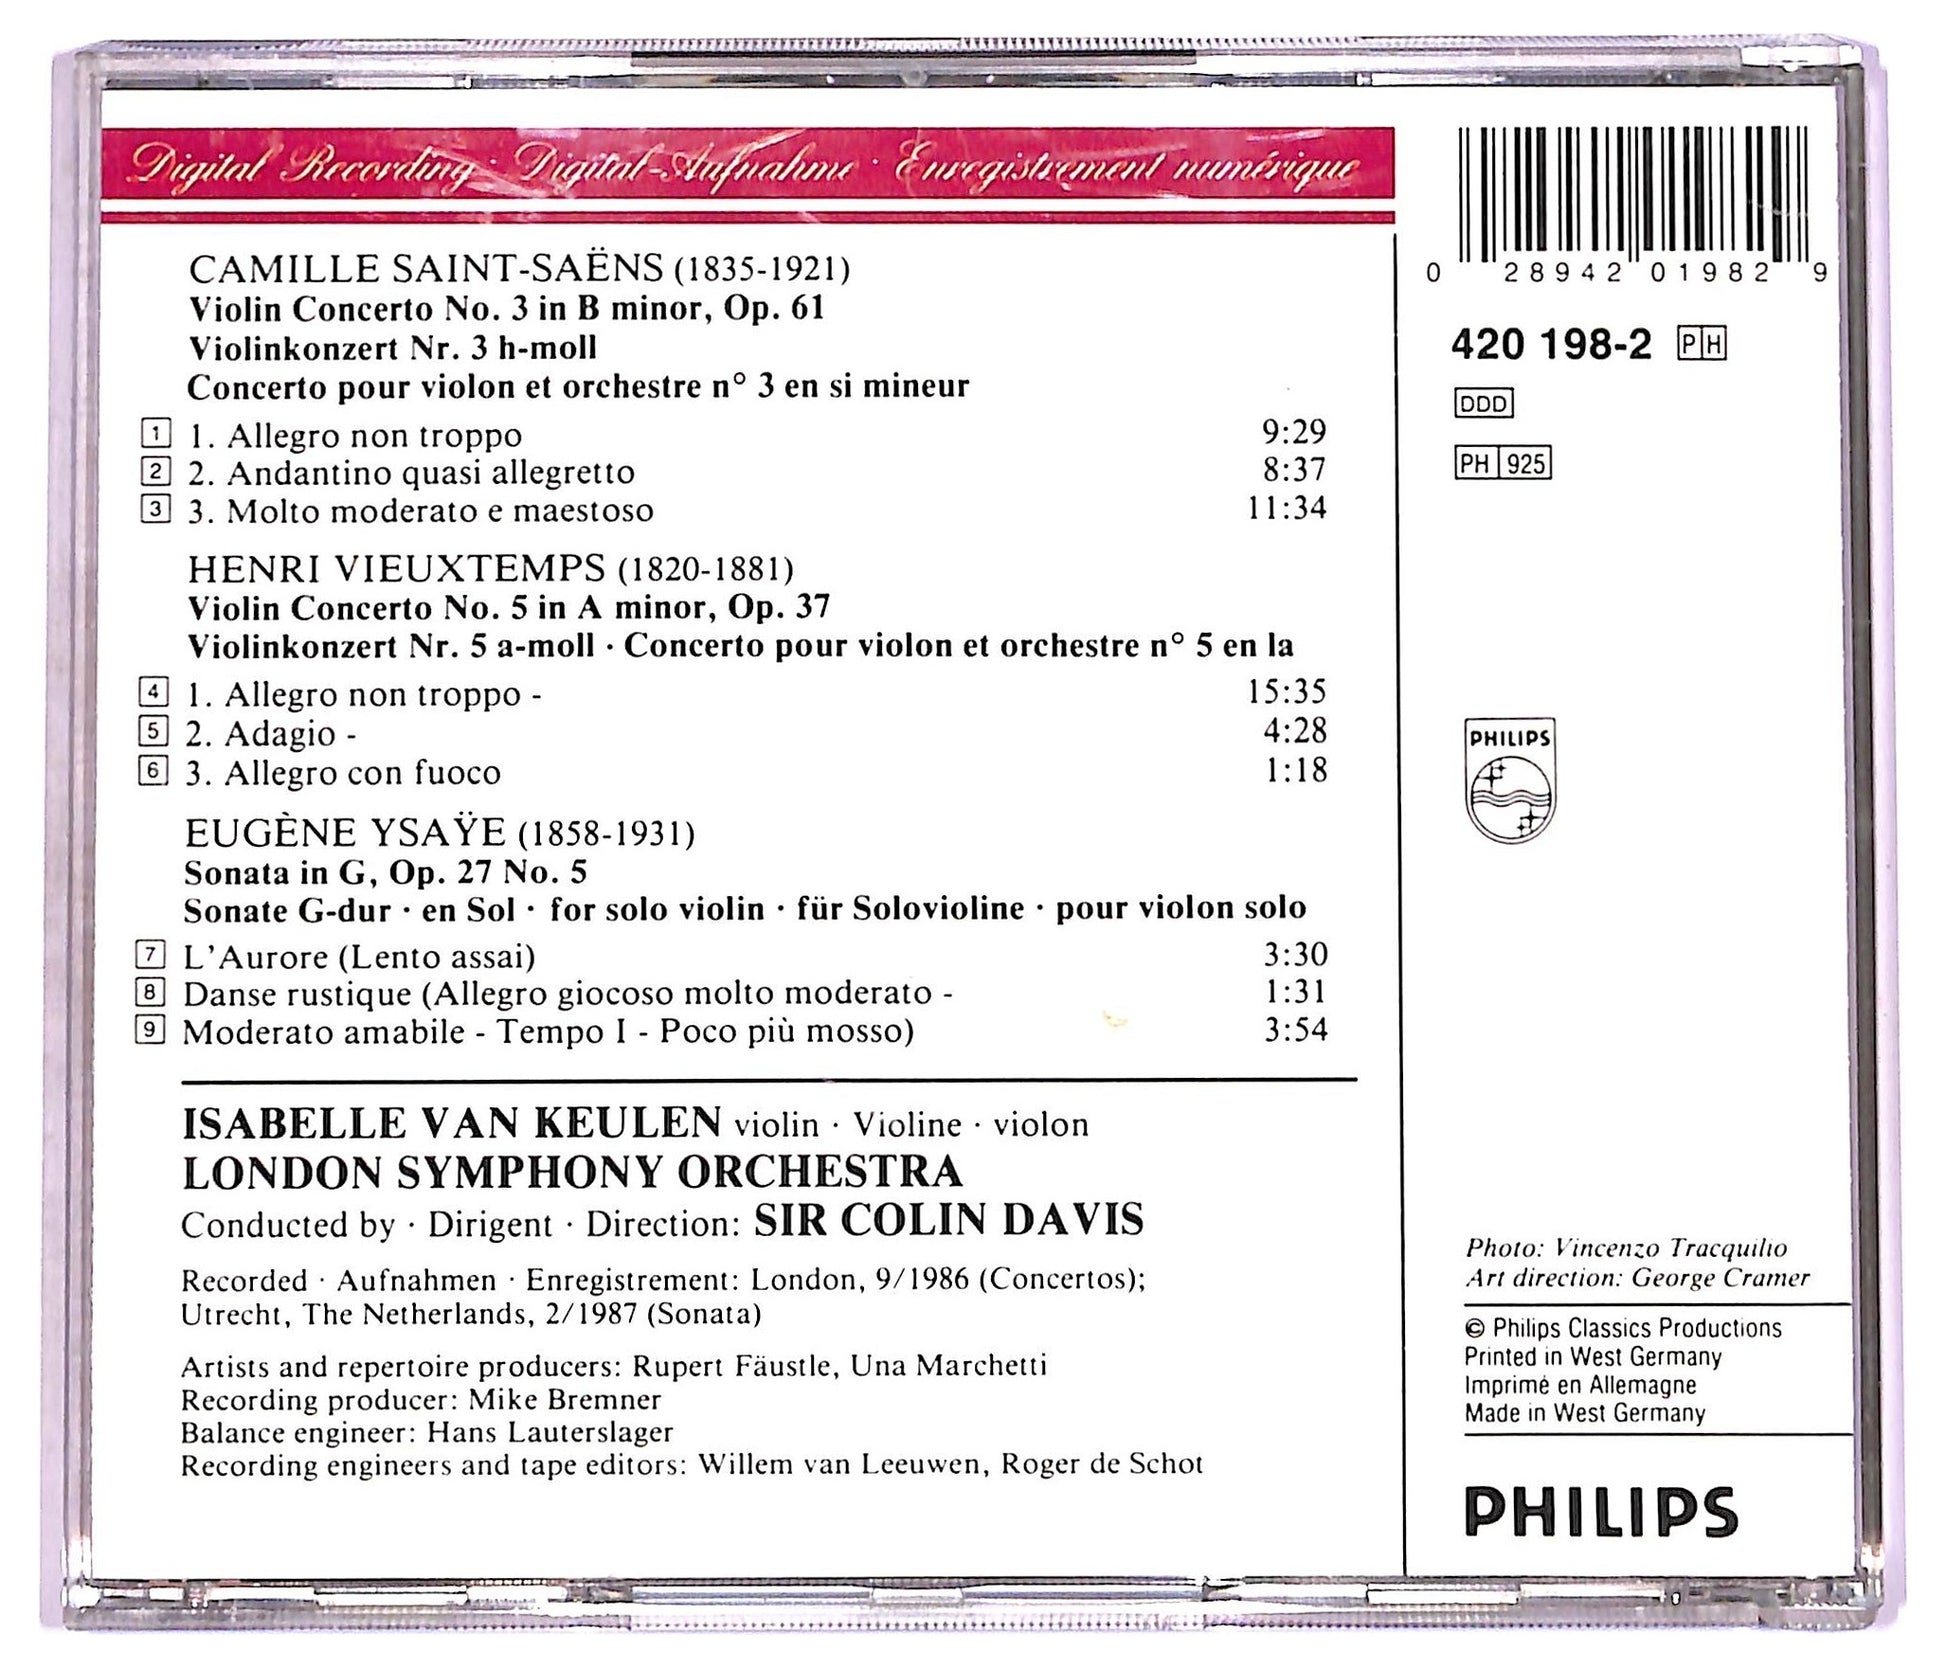 Digital Recording · Digital-Aufnahme · Enregistrement numérique
CAMILLE SAINT-SAËNS (1835-1921)
Violin Concerto No. 3 in B minor, Op. 61
Violinkonzert Nr. 3 h-moll
Concerto pour violon et orchestre n° 3 en si mineur
1 1. Allegro non troppo 9:29
2 2. Andantino quasi allegretto 8:37
3 3. Molto moderato e maestoso 11:34
HENRI VIEUXTEMPS (1820-1881)
Violin Concerto No. 5 in A minor, Op. 37
Violinkonzert Nr. 5 a-moll · Concerto pour violon et orchestre n° 5 en la
4 1. Allegro non troppo - 15:35
5 2. Adagio - 4:28
6 3. Allegro con fuoco 1:18
EUGÈNE YSAŸE (1858-1931)
Sonata in G, Op. 27 No. 5
Sonate G-dur · en Sol · for solo violin · für Solovioline · pour violon solo
7 L'Aurore (Lento assai) 3:30
8 Danse rustique (Allegro giocoso molto moderato - 1:31
9 Moderato amabile - Tempo I - Poco più mosso) 3:54
ISABELLE VAN KEULEN violin · Violine · violon
LONDON SYMPHONY ORCHESTRA
Conducted by · Dirigent · Direction: SIR COLIN DAVIS
Recorded · Aufnahmen · Enregistrement: London, 9/1986 (Concertos);
Utrecht, The Netherlands, 2/1987 (Sonata)
Artists and repertoire producers: Rupert Fäustle, Una Marchetti
Recording producer: Mike Bremner
Balance engineer: Hans Lauterslager
Recording engineers and tape editors: Willem van Leeuwen, Roger de Schot
0 28942 01982 9
420 198-2 PH
DDD
PH 925
PHILIPS
Photo: Vincenzo Tracquilio
Art direction: George Cramer
© Philips Classics Productions
Printed in West Germany
Imprimé en Allemagne
Made in West Germany
PHILIPS